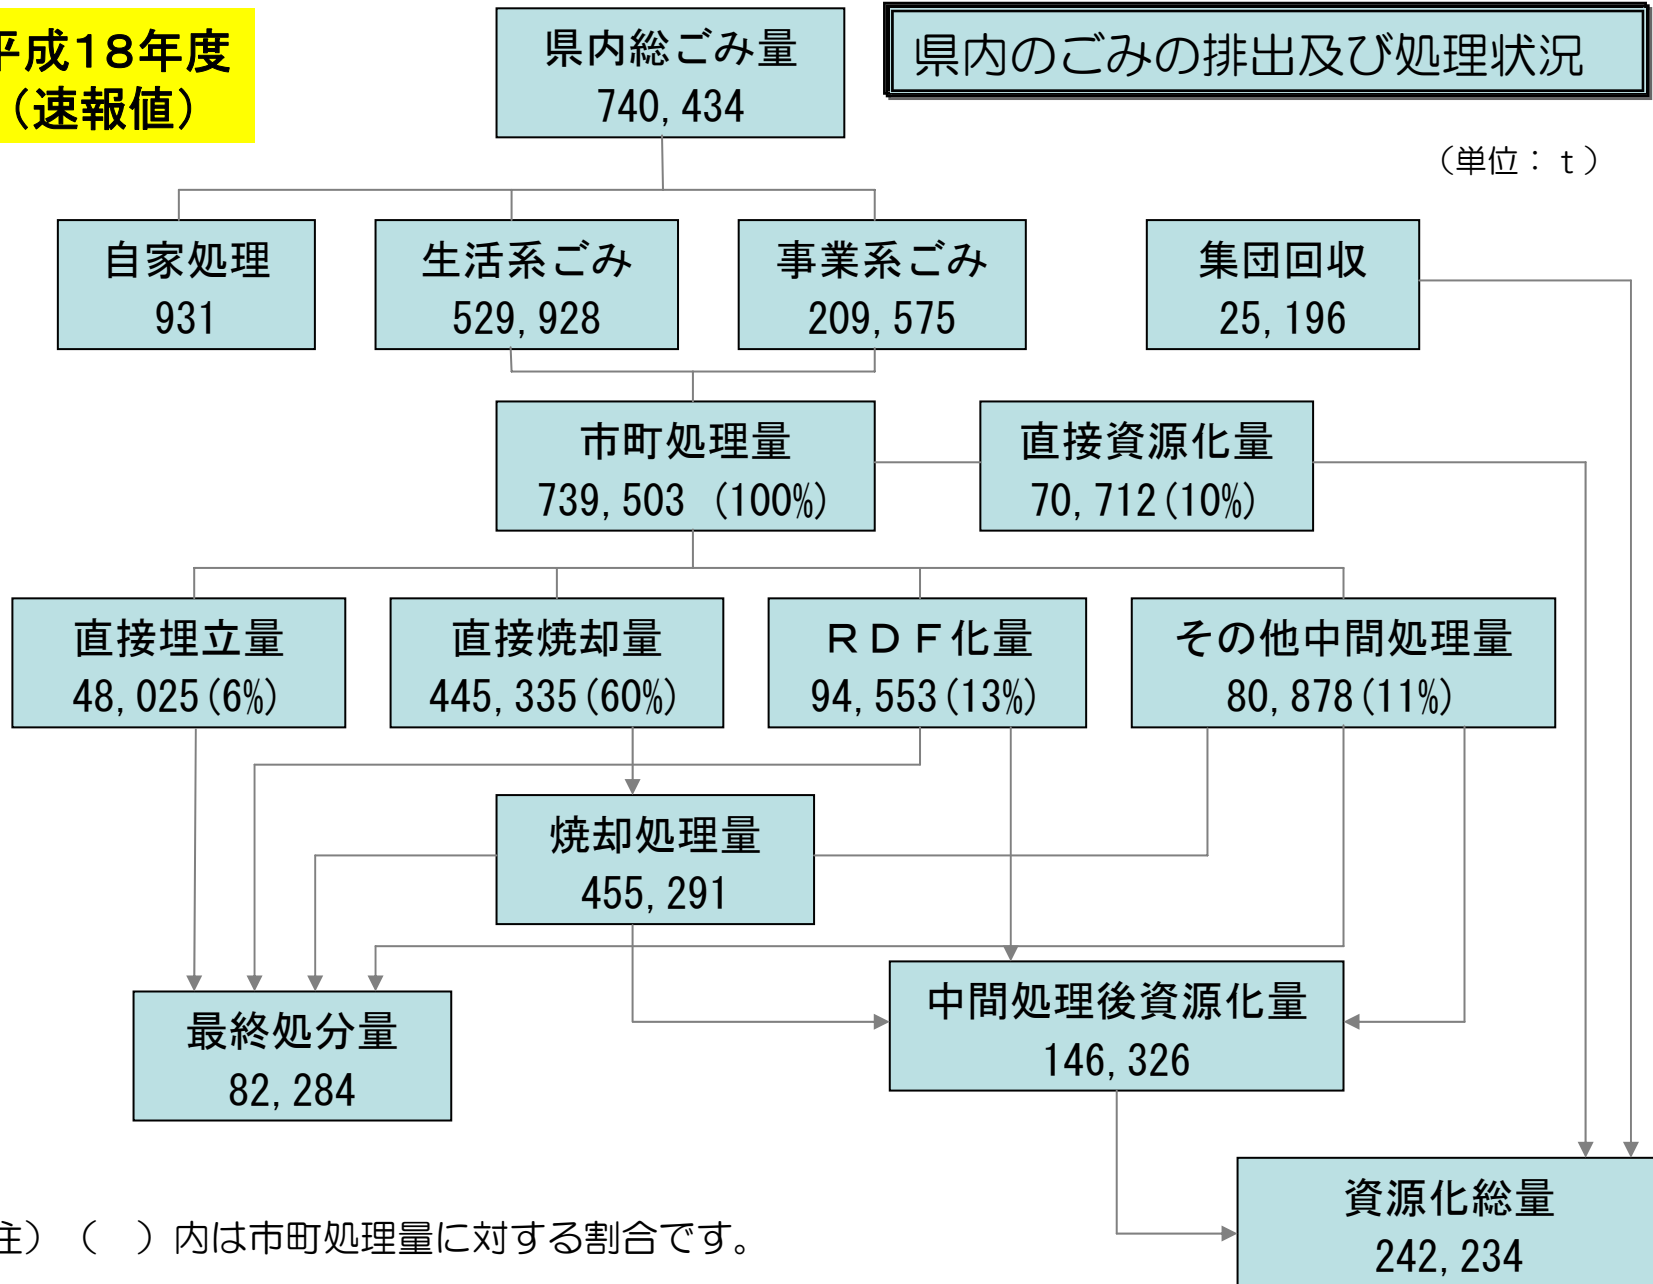 平成18年度
（速報値）
県内総ごみ量
740,434
県内のごみの排出及び処理状況
（単位：ｔ）
自家処理
931
生活系ごみ
529,928
事業系ごみ
209,575
集団回収
25,196
市町処理量
739,503 (100%)
直接資源化量
70,712(10%)
直接埋立量
48,025(6%)
直接焼却量
445,335(60%)
ＲＤＦ化量
94,553(13%)
その他中間処理量
80,878(11%)
焼却処理量
455,291
中間処理後資源化量
146,326
最終処分量
82,284
資源化総量
242,234
注）（　）内は市町処理量に対する割合です。